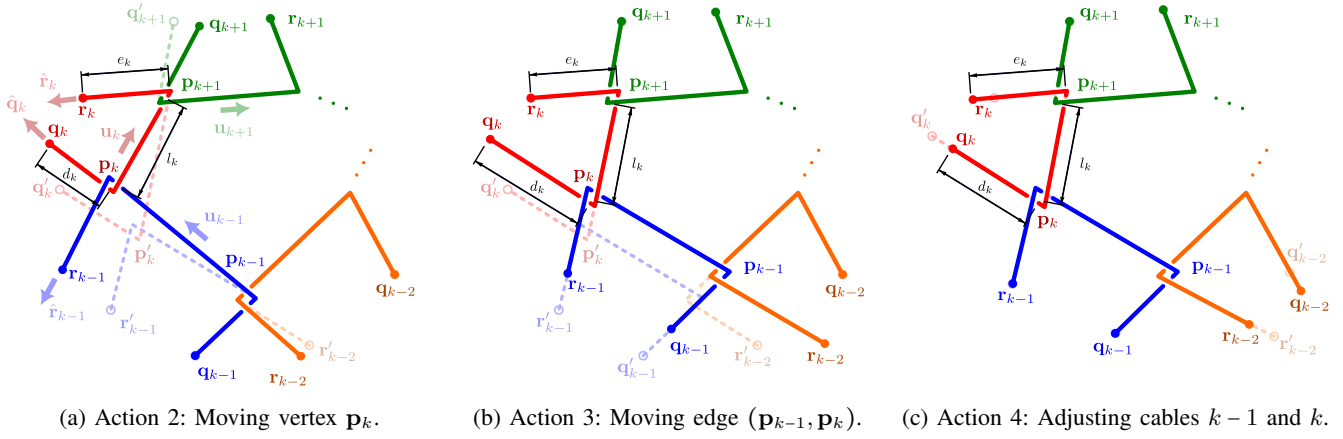 q′ₖ₊₁
qₖ₊₁
rₖ₊₁
eₖ
r̂ₖ
rₖ
pₖ₊₁
q̂ₖ
qₖ
uₖ
uₖ₊₁
lₖ
pₖ
dₖ
q′ₖ
uₖ₋₁
p′ₖ
pₖ₋₁
rₖ₋₁
r̂ₖ₋₁
r′ₖ₋₁
qₖ₋₂
r′ₖ₋₂
qₖ₋₁
rₖ₋₂
(a) Action 2: Moving vertex pₖ.
qₖ₊₁
rₖ₊₁
eₖ
rₖ
pₖ₊₁
qₖ
lₖ
pₖ
dₖ
q′ₖ
p′ₖ
pₖ₋₁
rₖ₋₁
qₖ₋₂
r′ₖ₋₁
qₖ₋₁
q′ₖ₋₁
r′ₖ₋₂
rₖ₋₂
(b) Action 3: Moving edge (pₖ₋₁, pₖ).
qₖ₊₁
rₖ₊₁
eₖ
rₖ
pₖ₊₁
q′ₖ
qₖ
lₖ
dₖ
pₖ
q′ₖ₋₂
pₖ₋₁
rₖ₋₁
qₖ₋₂
qₖ₋₁
rₖ₋₂
r′ₖ₋₂
(c) Action 4: Adjusting cables k − 1 and k.